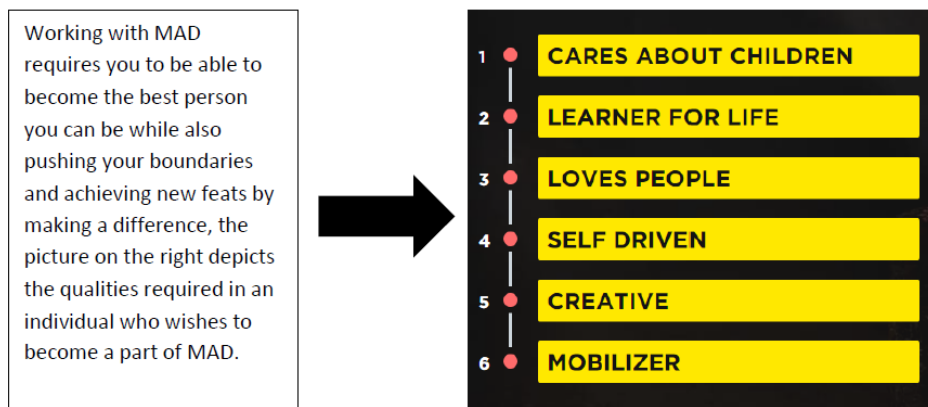 Working with MAD
requires you to be able to
become the best person
you can be while also
pushing your boundaries
and achieving new feats by
making a difference, the
picture on the right depicts
the qualities required in an
individual who wishes to
become a part of MAD.
1 CARES ABOUT CHILDREN
2 LEARNER FOR LIFE
3 LOVES PEOPLE
4 SELF DRIVEN
5 CREATIVE
6 MOBILIZER